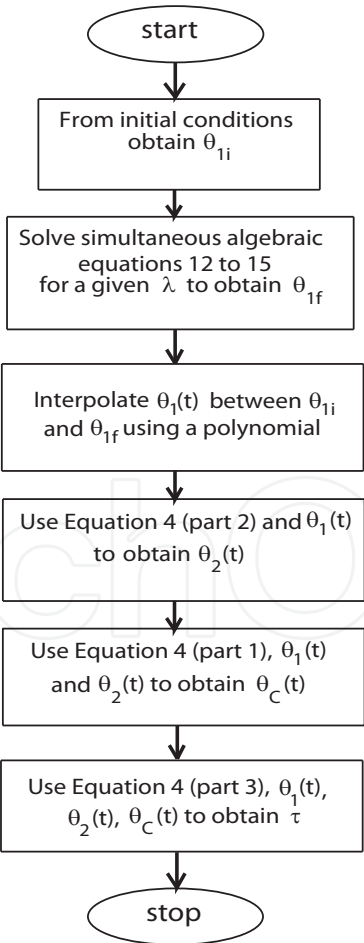 start
From initial conditions
obtain θ1i
Solve simultaneous algebraic
equations 12 to 15
for a given λ to obtain θ1f
Interpolate θ1(t) between θ1i
and θ1f using a polynomial
Use Equation 4 (part 2) and θ1(t)
to obtain θ2(t)
Use Equation 4 (part 1), θ1(t)
and θ2(t) to obtain θC(t)
Use Equation 4 (part 3), θ1(t),
θ2(t), θC(t) to obtain τ
stop